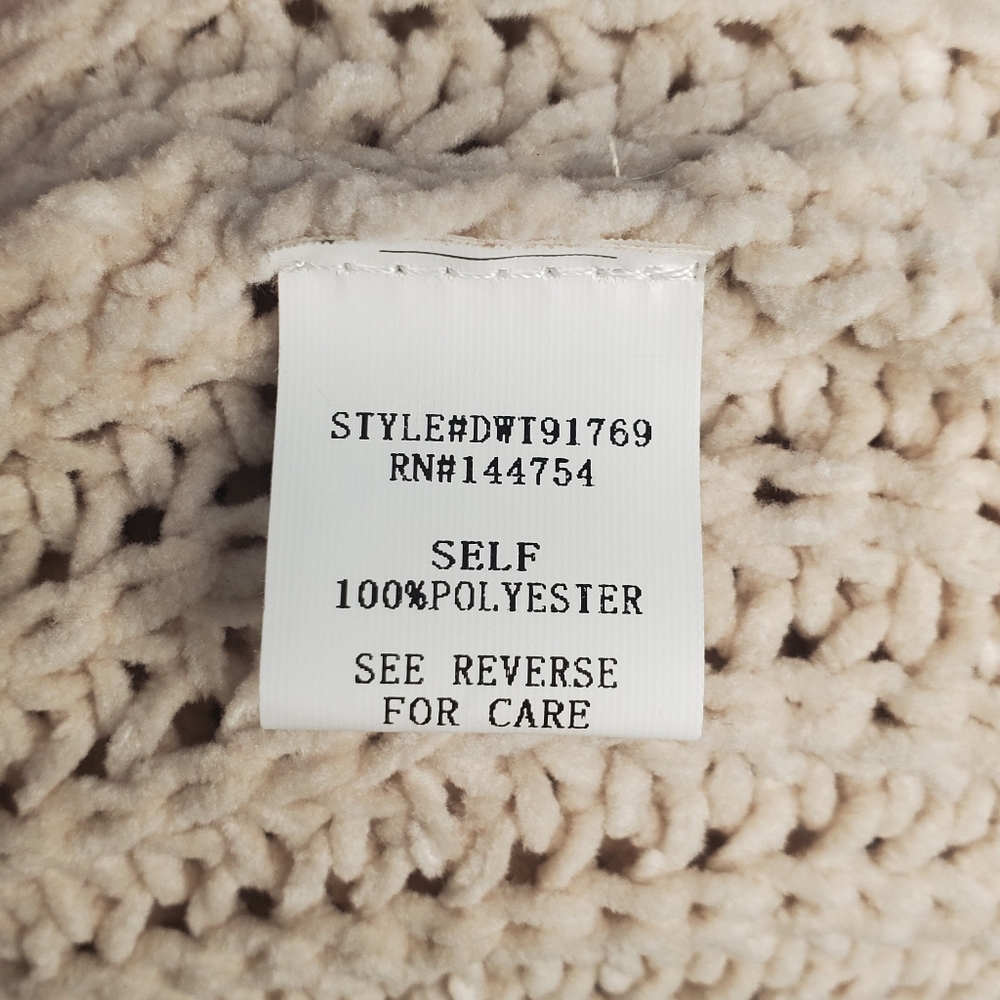 STYLE#DWT91769
RN#144754
SELF
100%POLYESTER
SEE REVERSE
FOR CARE